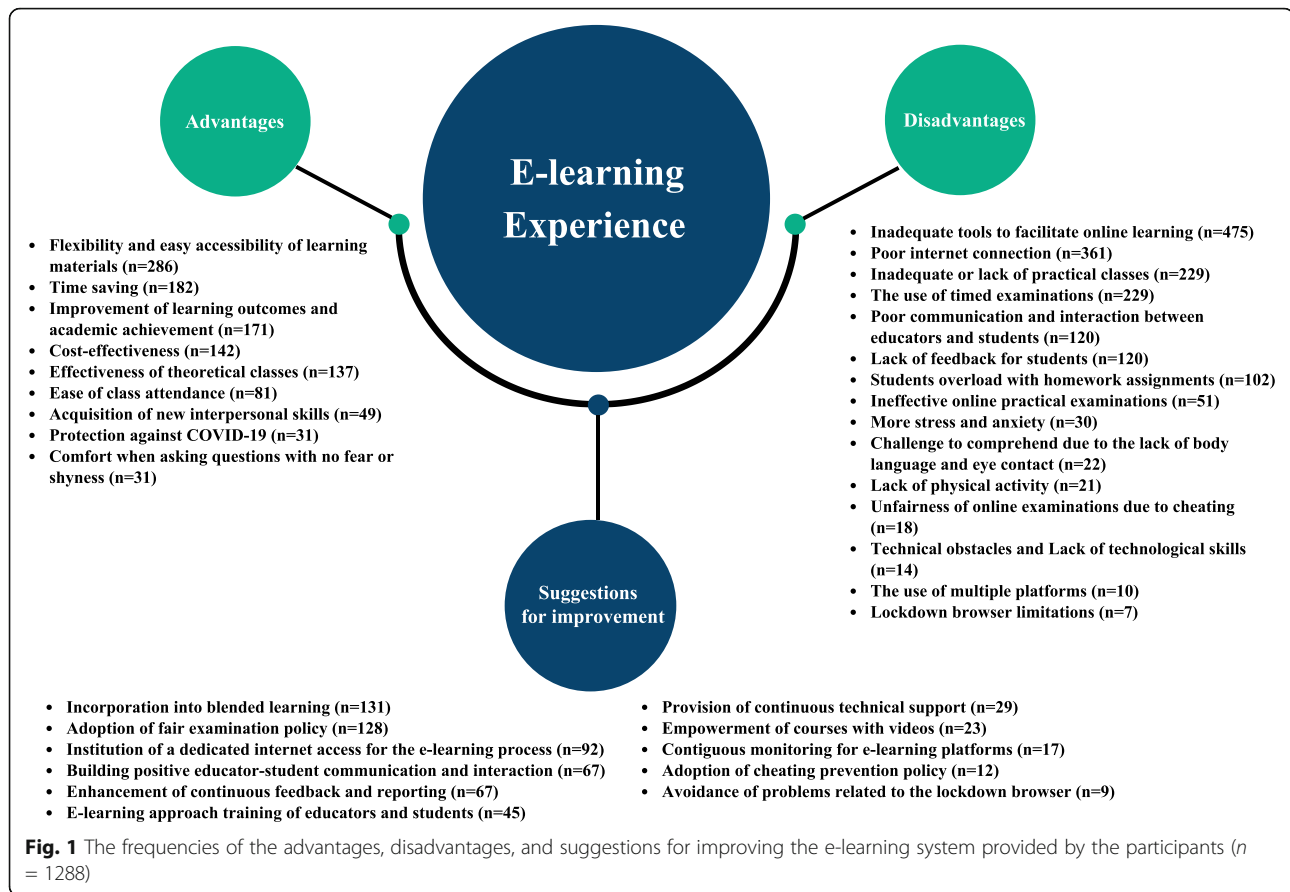 Advantages
E-learning
Experience
Disadvantages
• Flexibility and easy accessibility of learning
materials (n=286)
• Time saving (n=182)
• Improvement of learning outcomes and
academic achievement (n=171)
• Cost-effectiveness (n=142)
• Effectiveness of theoretical classes (n=137)
• Ease of class attendance (n=81)
• Acquisition of new interpersonal skills (n=49)
• Protection against COVID-19 (n=31)
• Comfort when asking questions with no fear or
shyness (n=31)
• Inadequate tools to facilitate online learning (n=475)
• Poor internet connection (n=361)
• Inadequate or lack of practical classes (n=229)
• The use of timed examinations (n=229)
• Poor communication and interaction between
educators and students (n=120)
• Lack of feedback for students (n=120)
• Students overload with homework assignments (n=102)
• Ineffective online practical examinations (n=51)
• More stress and anxiety (n=30)
• Challenge to comprehend due to the lack of body
language and eye contact (n=22)
• Lack of physical activity (n=21)
• Unfairness of online examinations due to cheating
(n=18)
• Technical obstacles and Lack of technological skills
(n=14)
• The use of multiple platforms (n=10)
• Lockdown browser limitations (n=7)
Suggestions
for improvement
• Incorporation into blended learning (n=131)
• Adoption of fair examination policy (n=128)
• Institution of a dedicated internet access for the e-learning process (n=92)
• Building positive educator-student communication and interaction (n=67)
• Enhancement of continuous feedback and reporting (n=67)
• E-learning approach training of educators and students (n=45)
• Provision of continuous technical support (n=29)
• Empowerment of courses with videos (n=23)
• Contiguous monitoring for e-learning platforms (n=17)
• Adoption of cheating prevention policy (n=12)
• Avoidance of problems related to the lockdown browser (n=9)
Fig. 1 The frequencies of the advantages, disadvantages, and suggestions for improving the e-learning system provided by the participants (n
= 1288)